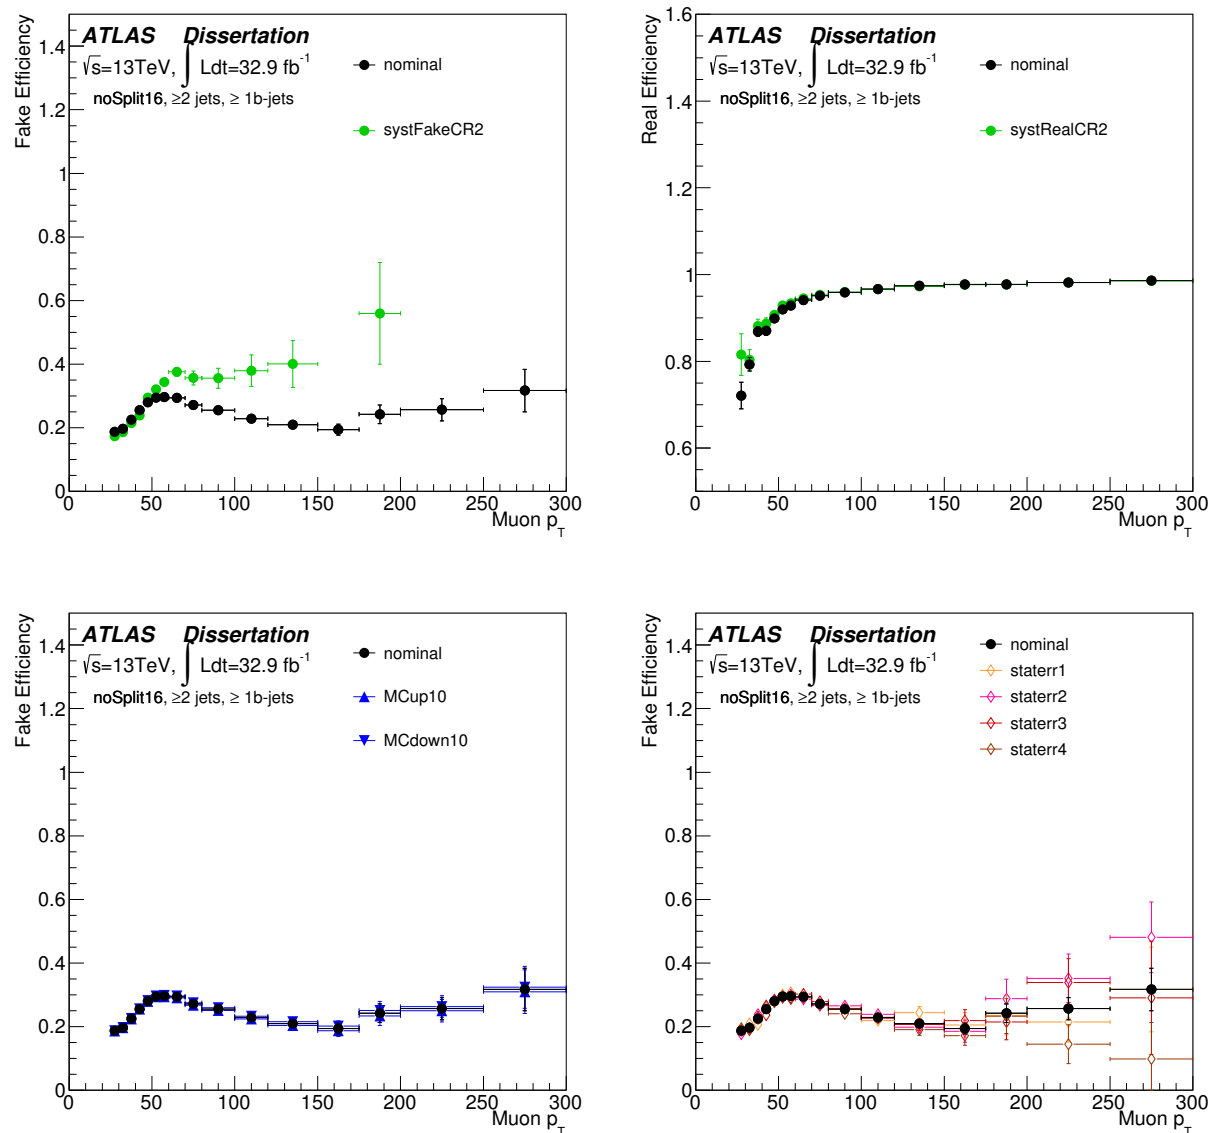 Fake Efficiency
ATLAS Dissertation
√s=13TeV, ∫ Ldt=32.9 fb⁻¹
noSplit16, ≥2 jets, ≥ 1b-jets
nominal
systFakeCR2
1.4
1.2
1
0.8
0.6
0.4
0.2
0
0 50 100 150 200 250 300
Muon p_T
Real Efficiency
ATLAS Dissertation
√s=13TeV, ∫ Ldt=32.9 fb⁻¹
noSplit16, ≥2 jets, ≥ 1b-jets
nominal
systRealCR2
1.6
1.4
1.2
1
0.8
0.6
0 50 100 150 200 250 300
Muon p_T
Fake Efficiency
ATLAS Dissertation
√s=13TeV, ∫ Ldt=32.9 fb⁻¹
noSplit16, ≥2 jets, ≥ 1b-jets
nominal
MCup10
MCdown10
1.4
1.2
1
0.8
0.6
0.4
0.2
0
0 50 100 150 200 250 300
Muon p_T
Fake Efficiency
ATLAS Dissertation
√s=13TeV, ∫ Ldt=32.9 fb⁻¹
noSplit16, ≥2 jets, ≥ 1b-jets
nominal
staterr1
staterr2
staterr3
staterr4
1.4
1.2
1
0.8
0.6
0.4
0.2
0
0 50 100 150 200 250 300
Muon p_T